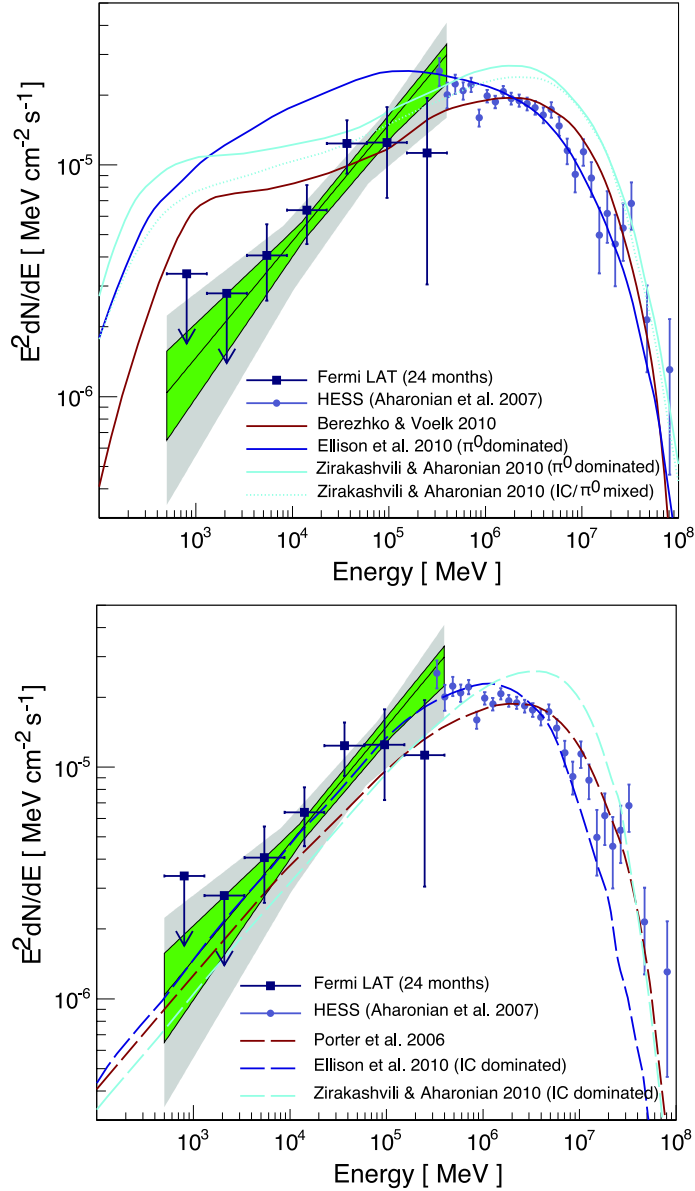 E²dN/dE [ MeV cm⁻² s⁻¹ ]
10⁻⁵
10⁻⁶
Fermi LAT (24 months)
HESS (Aharonian et al. 2007)
Berezhko & Voelk 2010
Ellison et al. 2010 (π⁰ dominated)
Zirakashvili & Aharonian 2010 (π⁰ dominated)
Zirakashvili & Aharonian 2010 (IC/π⁰ mixed)
10³ 10⁴ 10⁵ 10⁶ 10⁷ 10⁸
Energy [ MeV ]
E²dN/dE [ MeV cm⁻² s⁻¹ ]
10⁻⁵
10⁻⁶
Fermi LAT (24 months)
HESS (Aharonian et al. 2007)
Porter et al. 2006
Ellison et al. 2010 (IC dominated)
Zirakashvili & Aharonian 2010 (IC dominated)
10³ 10⁴ 10⁵ 10⁶ 10⁷ 10⁸
Energy [ MeV ]